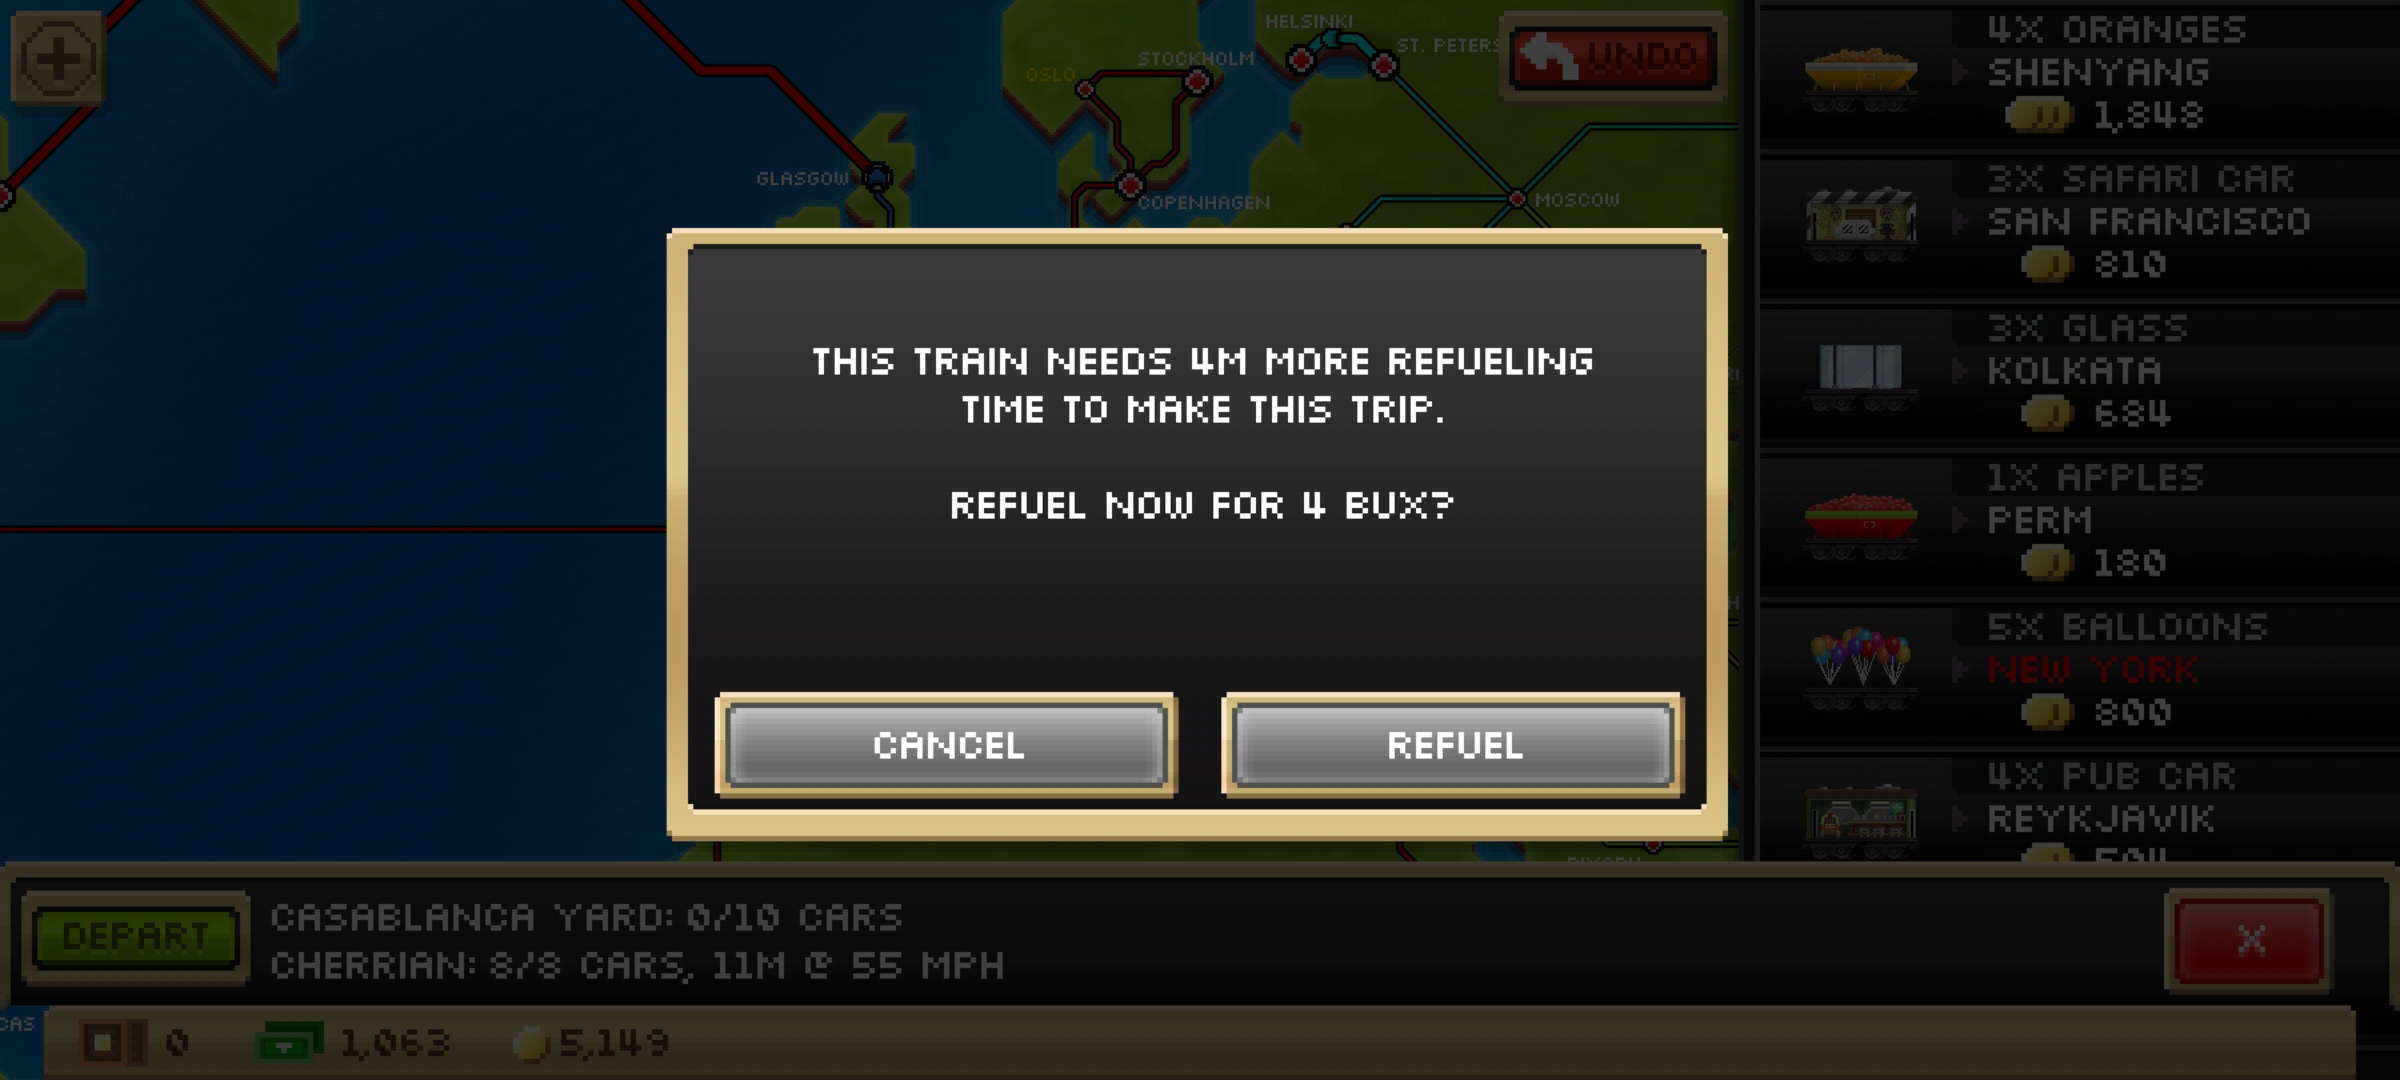 HELSINKI
ST. PETERS
STOCKHOLM
OSLO
UNDO
GLASGOW
COPENHAGEN
MOSCOW
THIS TRAIN NEEDS 4M MORE REFUELING
TIME TO MAKE THIS TRIP.
REFUEL NOW FOR 4 BUX?
CANCEL
REFUEL
4X ORANGES
SHENYANG
1,848
3X SAFARI CAR
SAN FRANCISCO
810
3X GLASS
KOLKATA
684
1X APPLES
PERM
180
5X BALLOONS
NEW YORK
800
4X PUB CAR
REYKJAVIK
DEPART
CASABLANCA YARD: 0/10 CARS
CHERRIAN: 8/8 CARS, 11M @ 55 MPH
X
CAS
0
1,063
5,149